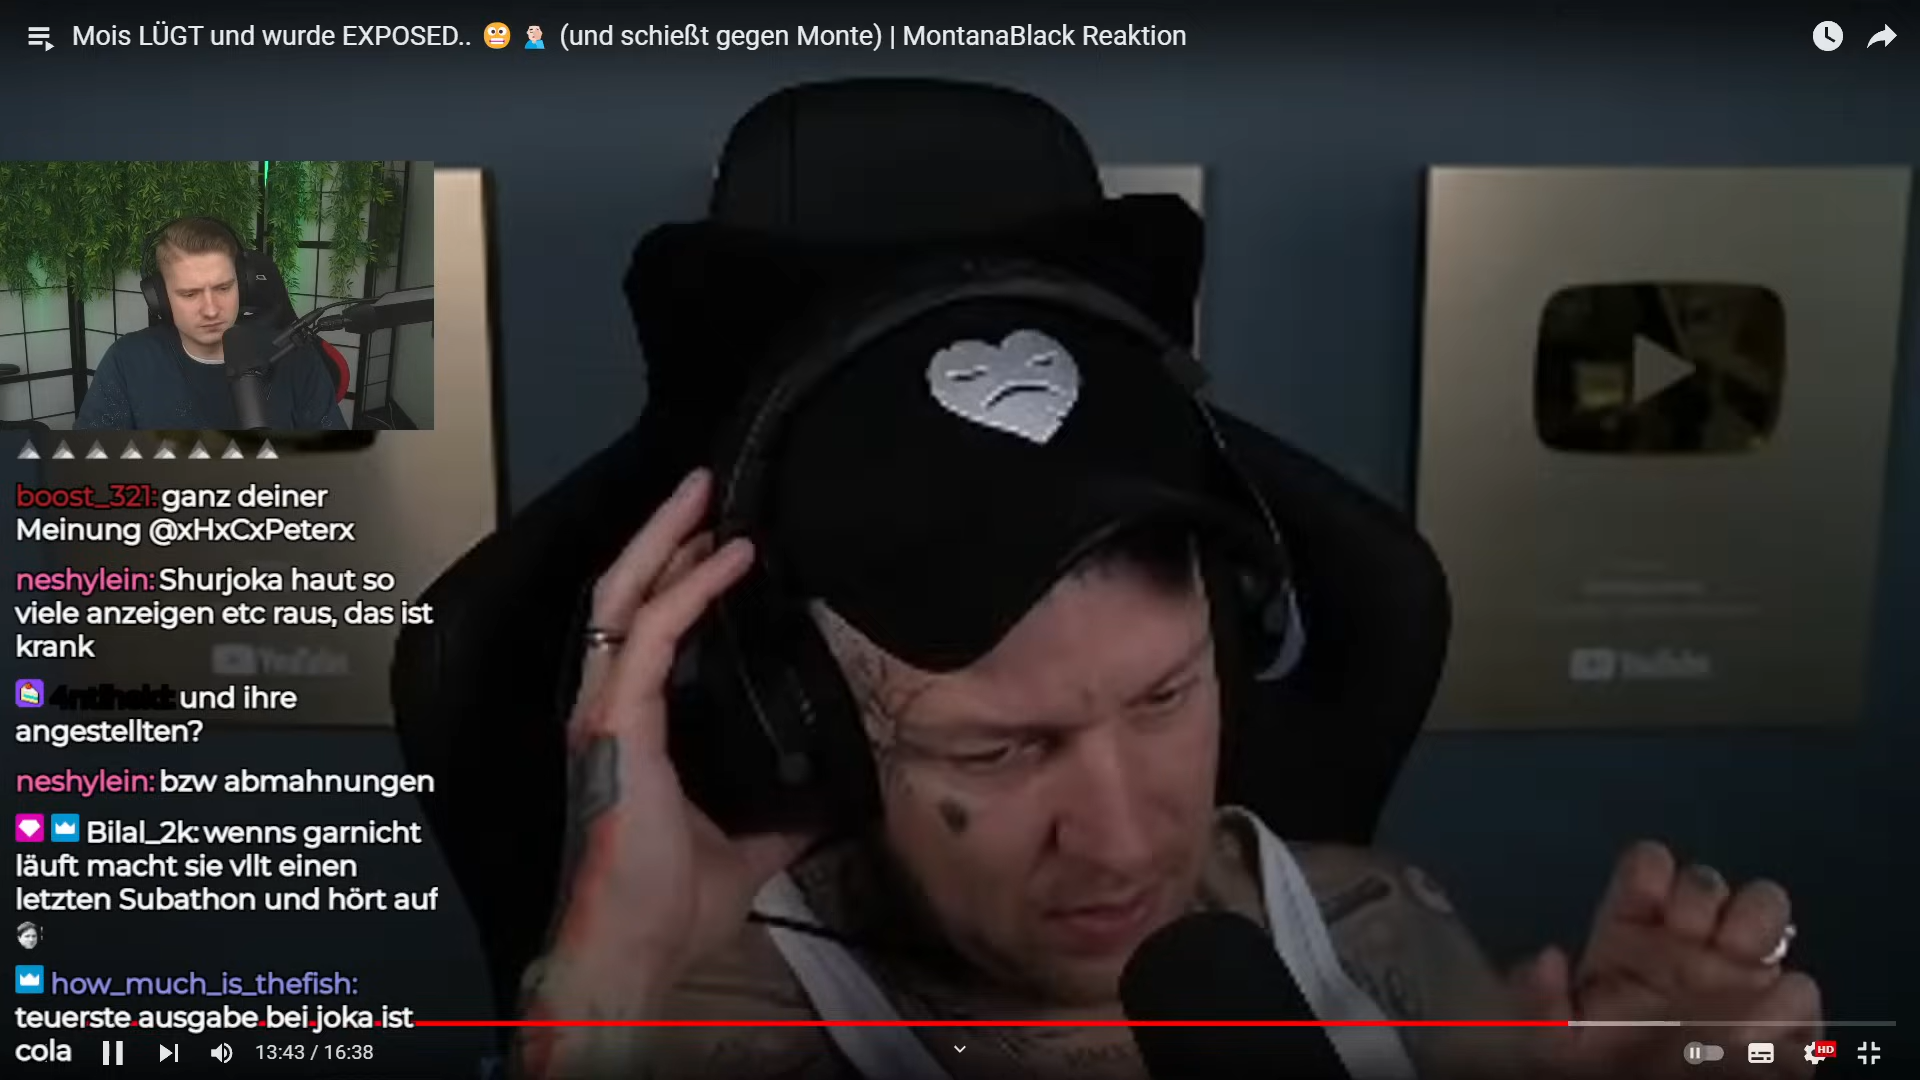 Mois LÜGT und wurde EXPOSED.. 😬 🤦🏻‍♂️ (und schießt gegen Monte) | MontanaBlack Reaktion
boost_321: ganz deiner
Meinung @xHxCxPeterx
neshylein: Shurjoka haut so
viele anzeigen etc raus, das ist
krank
YouTube
YouTube
und ihre
angestellten?
neshylein: bzw abmahnungen
Bilal_2k: wenns garnicht
läuft macht sie vllt einen
letzten Subathon und hört auf
how_much_is_thefish:
teuerste ausgabe bei joka ist
cola
13:43 / 16:38
HD